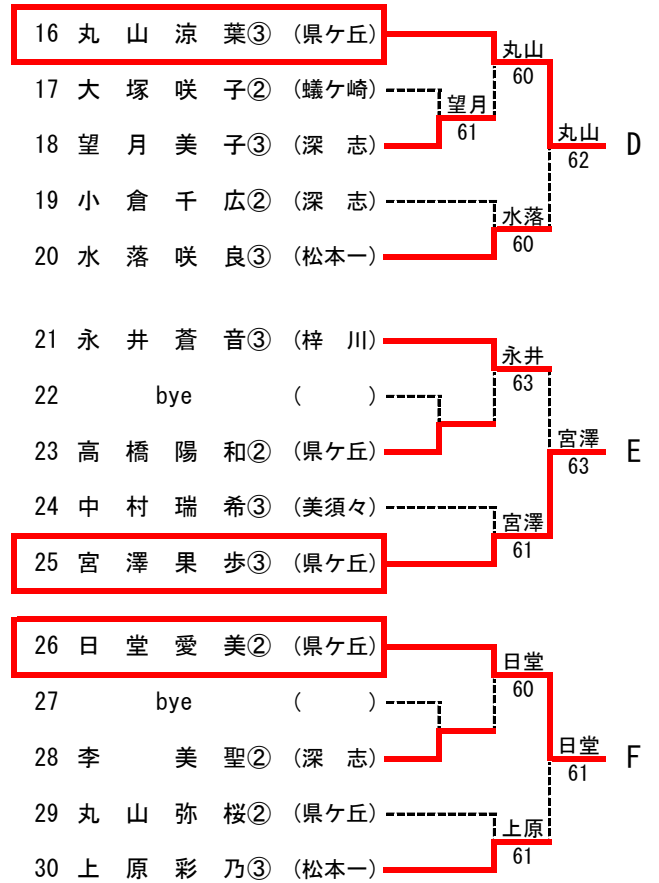 16 丸 山 涼 葉③ (県ケ丘)
丸山
60
17 大 塚 咲 子② (蟻ケ崎)
望月
61
18 望 月 美 子③ (深 志)
丸山
62
D
19 小 倉 千 広② (深 志)
水落
60
20 水 落 咲 良③ (松本一)
21 永 井 蒼 音③ (梓 川)
永井
63
22 bye ( )
23 高 橋 陽 和② (県ケ丘)
宮澤
63
E
24 中 村 瑞 希③ (美須々)
宮澤
61
25 宮 澤 果 歩③ (県ケ丘)
26 日 堂 愛 美② (県ケ丘)
日堂
60
27 bye ( )
28 李 美 聖② (深 志)
日堂
61
F
29 丸 山 弥 桜② (県ケ丘)
上原
61
30 上 原 彩 乃③ (松本一)